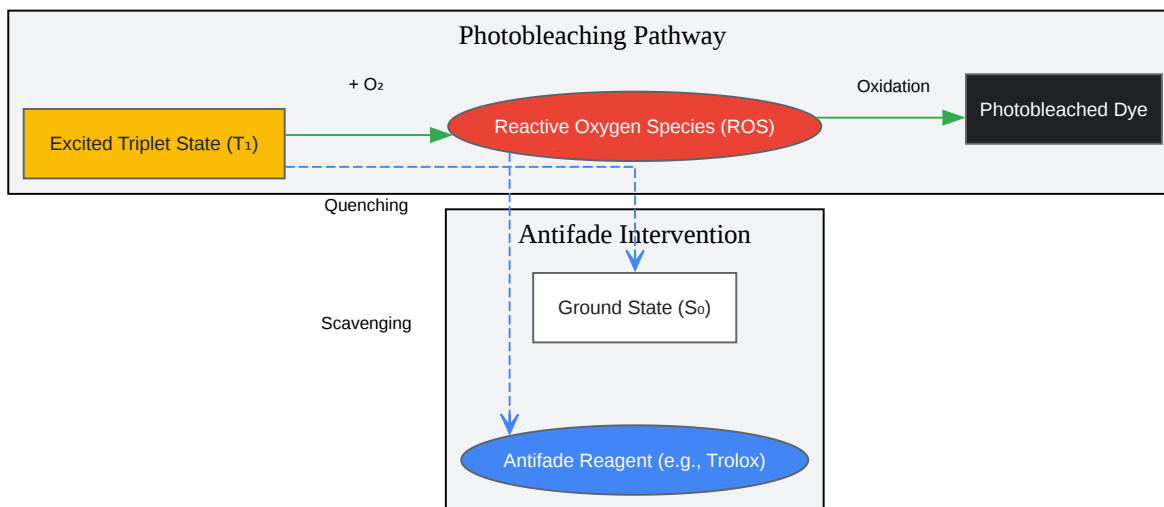 Photobleaching Pathway
+ O₂
Oxidation
Excited Triplet State (T₁)
Reactive Oxygen Species (ROS)
Photobleached Dye
Quenching
Antifade Intervention
Ground State (S₀)
Scavenging
Antifade Reagent (e.g., Trolox)